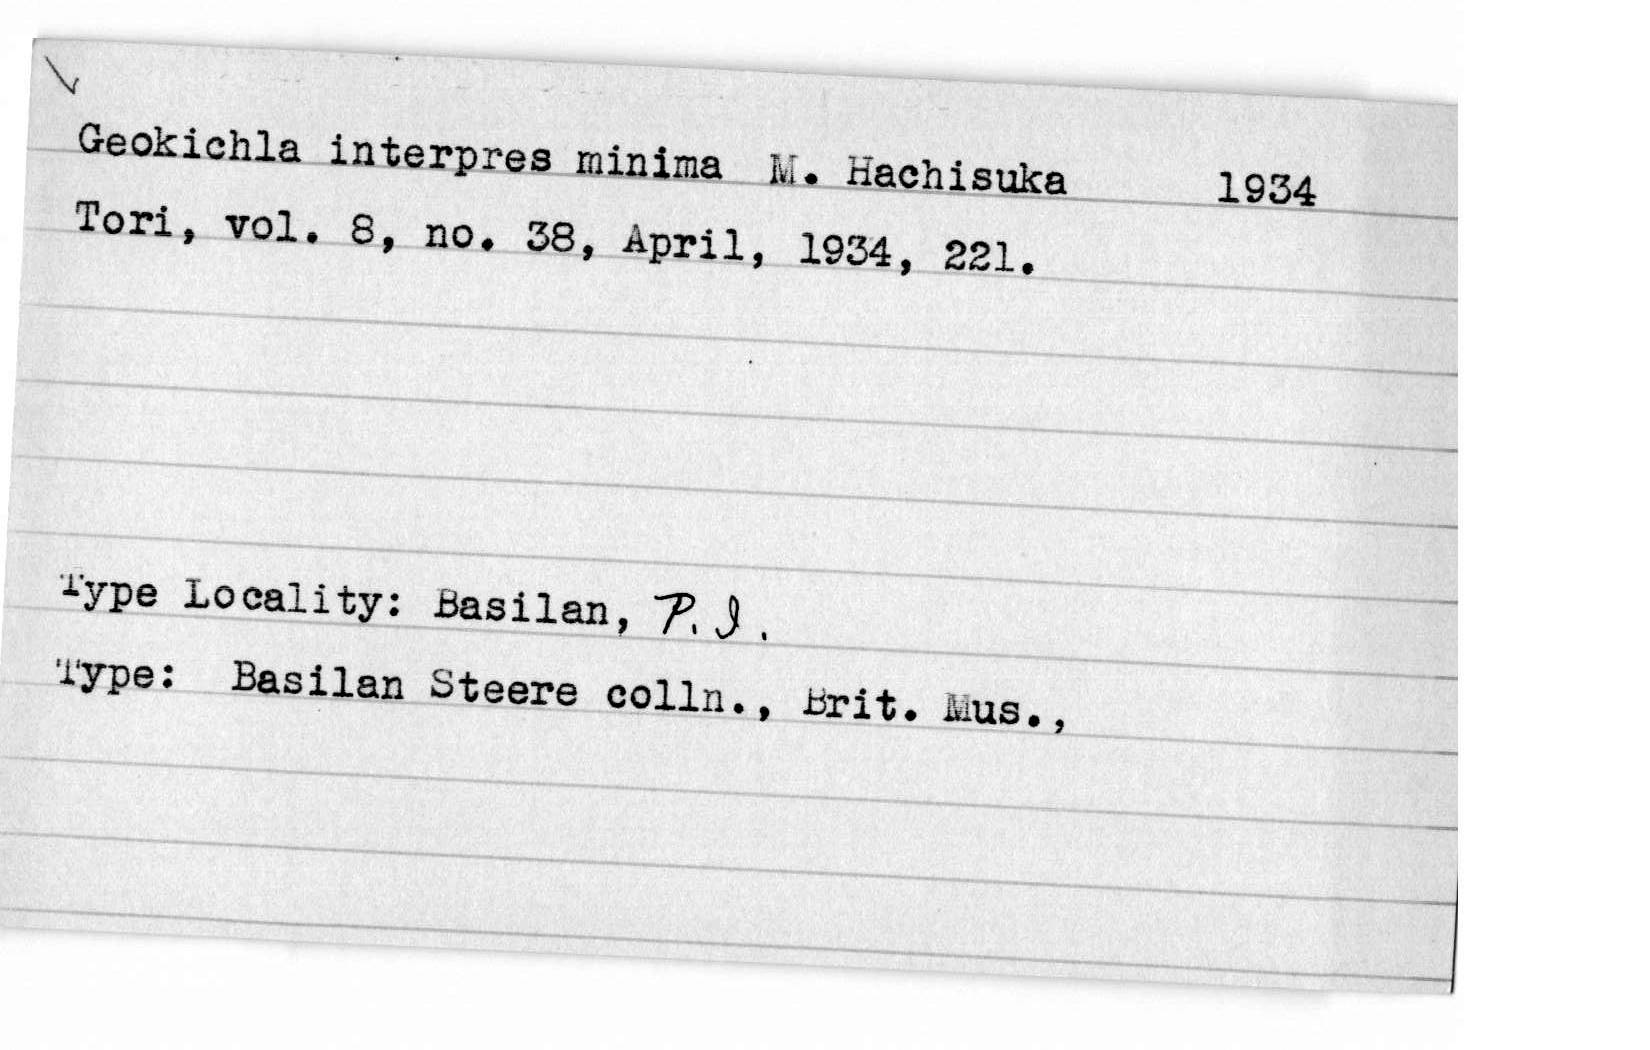 Geokichla interpres minima M. Hachisuka 1934
Tori, vol. 8, no. 38, April, 1934, 221.
Type Locality: Basilan, P. I.
Type: Basilan Steere colln., Brit. Mus.,